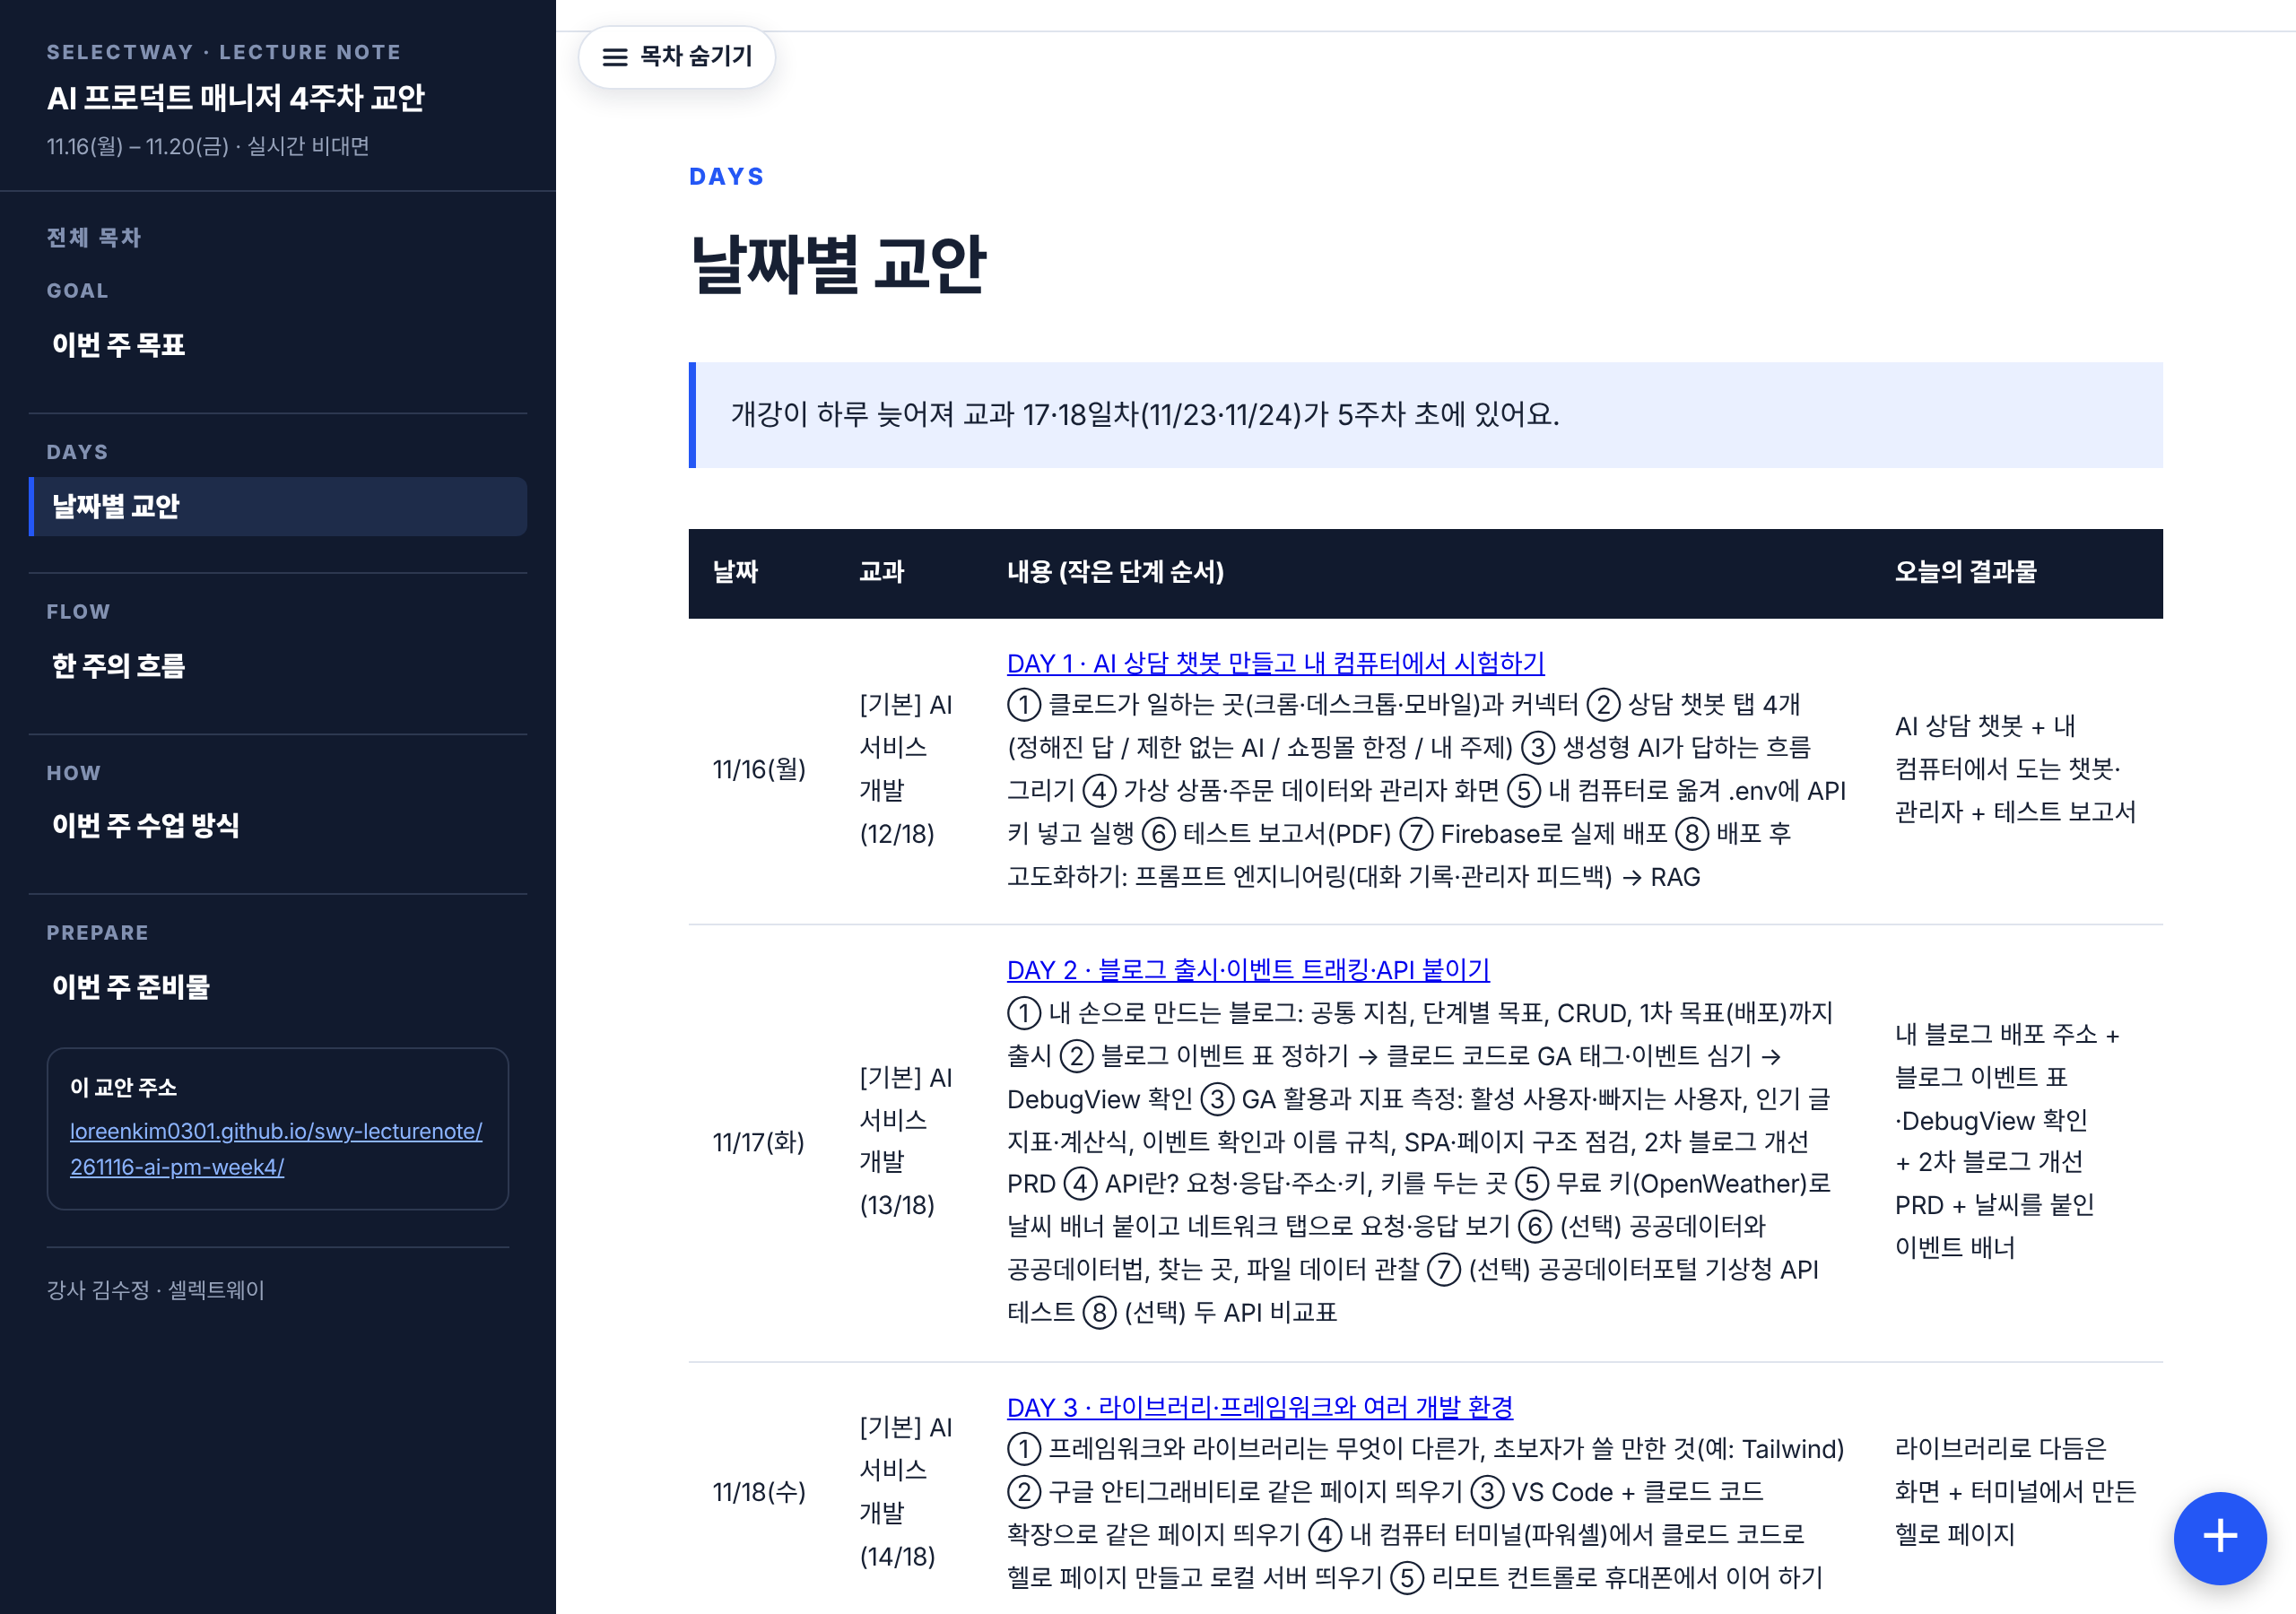 SELECTWAY · LECTURE NOTE
AI 프로덕트 매니저 4주차 교안
11.16(월) – 11.20(금) · 실시간 비대면
전체 목차
GOAL
이번 주 목표
DAYS
날짜별 교안
FLOW
한 주의 흐름
HOW
이번 주 수업 방식
PREPARE
이번 주 준비물
이 교안 주소
loreenkim0301.github.io/swy-lecturenote/
261116-ai-pm-week4/
강사 김수정 · 셀렉트웨이
목차 숨기기
DAYS
날짜별 교안
개강이 하루 늦어져 교과 17·18일차(11/23·11/24)가 5주차 초에 있어요.
날짜 교과 내용 (작은 단계 순서) 오늘의 결과물
11/16(월)
[기본] AI
서비스
개발
(12/18)
DAY 1 · AI 상담 챗봇 만들고 내 컴퓨터에서 시험하기
① 클로드가 일하는 곳(크롬·데스크톱·모바일)과 커넥터 ② 상담 챗봇 탭 4개
(정해진 답 / 제한 없는 AI / 쇼핑몰 한정 / 내 주제) ③ 생성형 AI가 답하는 흐름
그리기 ④ 가상 상품·주문 데이터와 관리자 화면 ⑤ 내 컴퓨터로 옮겨 .env에 API
키 넣고 실행 ⑥ 테스트 보고서(PDF) ⑦ Firebase로 실제 배포 ⑧ 배포 후
고도화하기: 프롬프트 엔지니어링(대화 기록·관리자 피드백) → RAG
AI 상담 챗봇 + 내
컴퓨터에서 도는 챗봇·
관리자 + 테스트 보고서
11/17(화)
[기본] AI
서비스
개발
(13/18)
DAY 2 · 블로그 출시·이벤트 트래킹·API 붙이기
① 내 손으로 만드는 블로그: 공통 지침, 단계별 목표, CRUD, 1차 목표(배포)까지
출시 ② 블로그 이벤트 표 정하기 → 클로드 코드로 GA 태그·이벤트 심기 →
DebugView 확인 ③ GA 활용과 지표 측정: 활성 사용자·빠지는 사용자, 인기 글
지표·계산식, 이벤트 확인과 이름 규칙, SPA·페이지 구조 점검, 2차 블로그 개선
PRD ④ API란? 요청·응답·주소·키, 키를 두는 곳 ⑤ 무료 키(OpenWeather)로
날씨 배너 붙이고 네트워크 탭으로 요청·응답 보기 ⑥ (선택) 공공데이터와
공공데이터법, 찾는 곳, 파일 데이터 관찰 ⑦ (선택) 공공데이터포털 기상청 API
테스트 ⑧ (선택) 두 API 비교표
내 블로그 배포 주소 +
블로그 이벤트 표
·DebugView 확인
+ 2차 블로그 개선
PRD + 날씨를 붙인
이벤트 배너
11/18(수)
[기본] AI
서비스
개발
(14/18)
DAY 3 · 라이브러리·프레임워크와 여러 개발 환경
① 프레임워크와 라이브러리는 무엇이 다른가, 초보자가 쓸 만한 것(예: Tailwind)
② 구글 안티그래비티로 같은 페이지 띄우기 ③ VS Code + 클로드 코드
확장으로 같은 페이지 띄우기 ④ 내 컴퓨터 터미널(파워셸)에서 클로드 코드로
헬로 페이지 만들고 로컬 서버 띄우기 ⑤ 리모트 컨트롤로 휴대폰에서 이어 하기
라이브러리로 다듬은
화면 + 터미널에서 만든
헬로 페이지